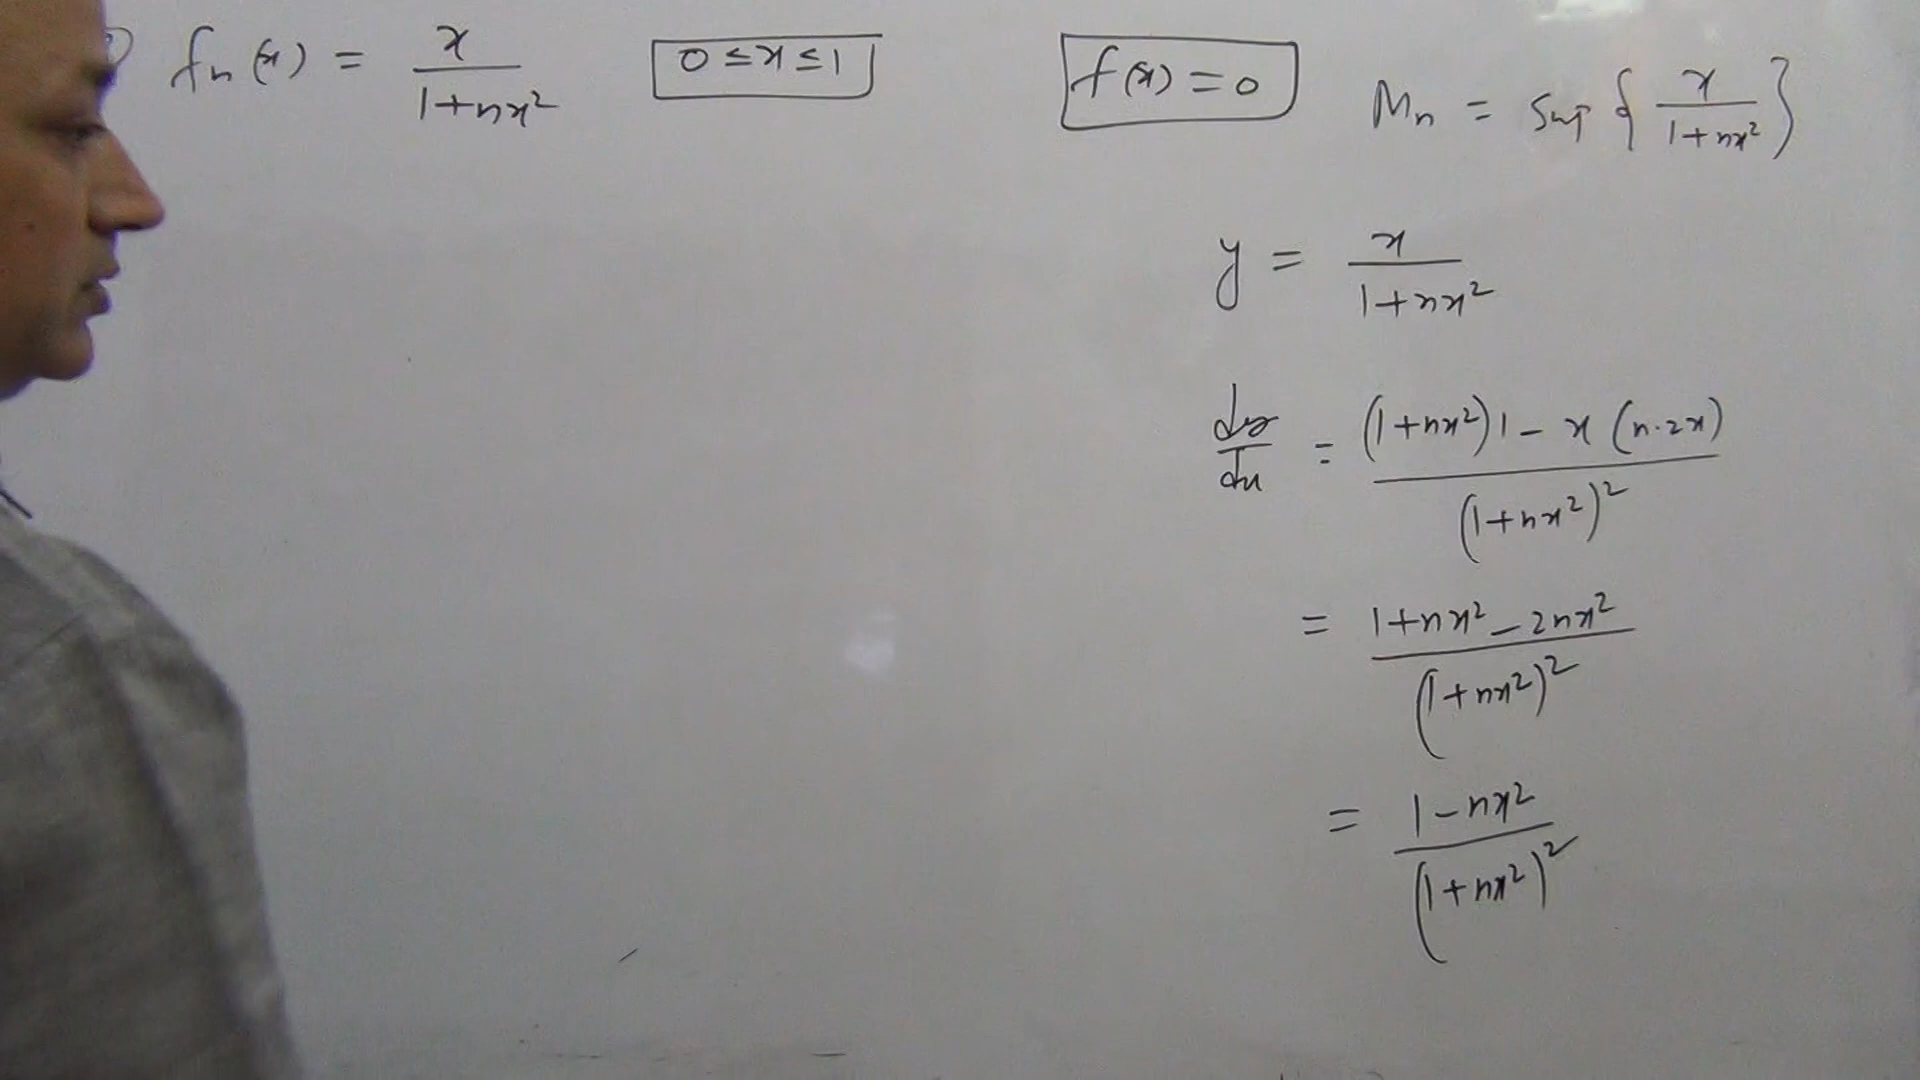 fn(x) = x/(1+nx²) 0≤x≤1 f(x)=0 Mn = Sup { x/(1+nx²) }
y = x/(1+nx²)
dy/dx = ((1+nx²)1 - x(n·2x))/(1+nx²)²
= (1+nx² - 2nx²)/(1+nx²)²
= (1-nx²)/(1+nx²)²